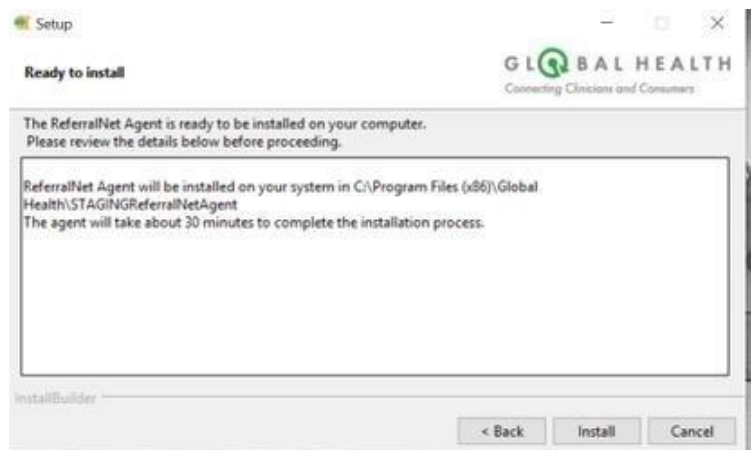 Setup
Ready to install
GLOBAL HEALTH
Connecting Clinicians and Consumers
The ReferralNet Agent is ready to be installed on your computer.
Please review the details below before proceeding.
ReferralNet Agent will be installed on your system in C:\Program Files (x86)\Global
Health\STAGINGReferralNetAgent
The agent will take about 30 minutes to complete the installation process.
InstallBuilder
< Back Install Cancel